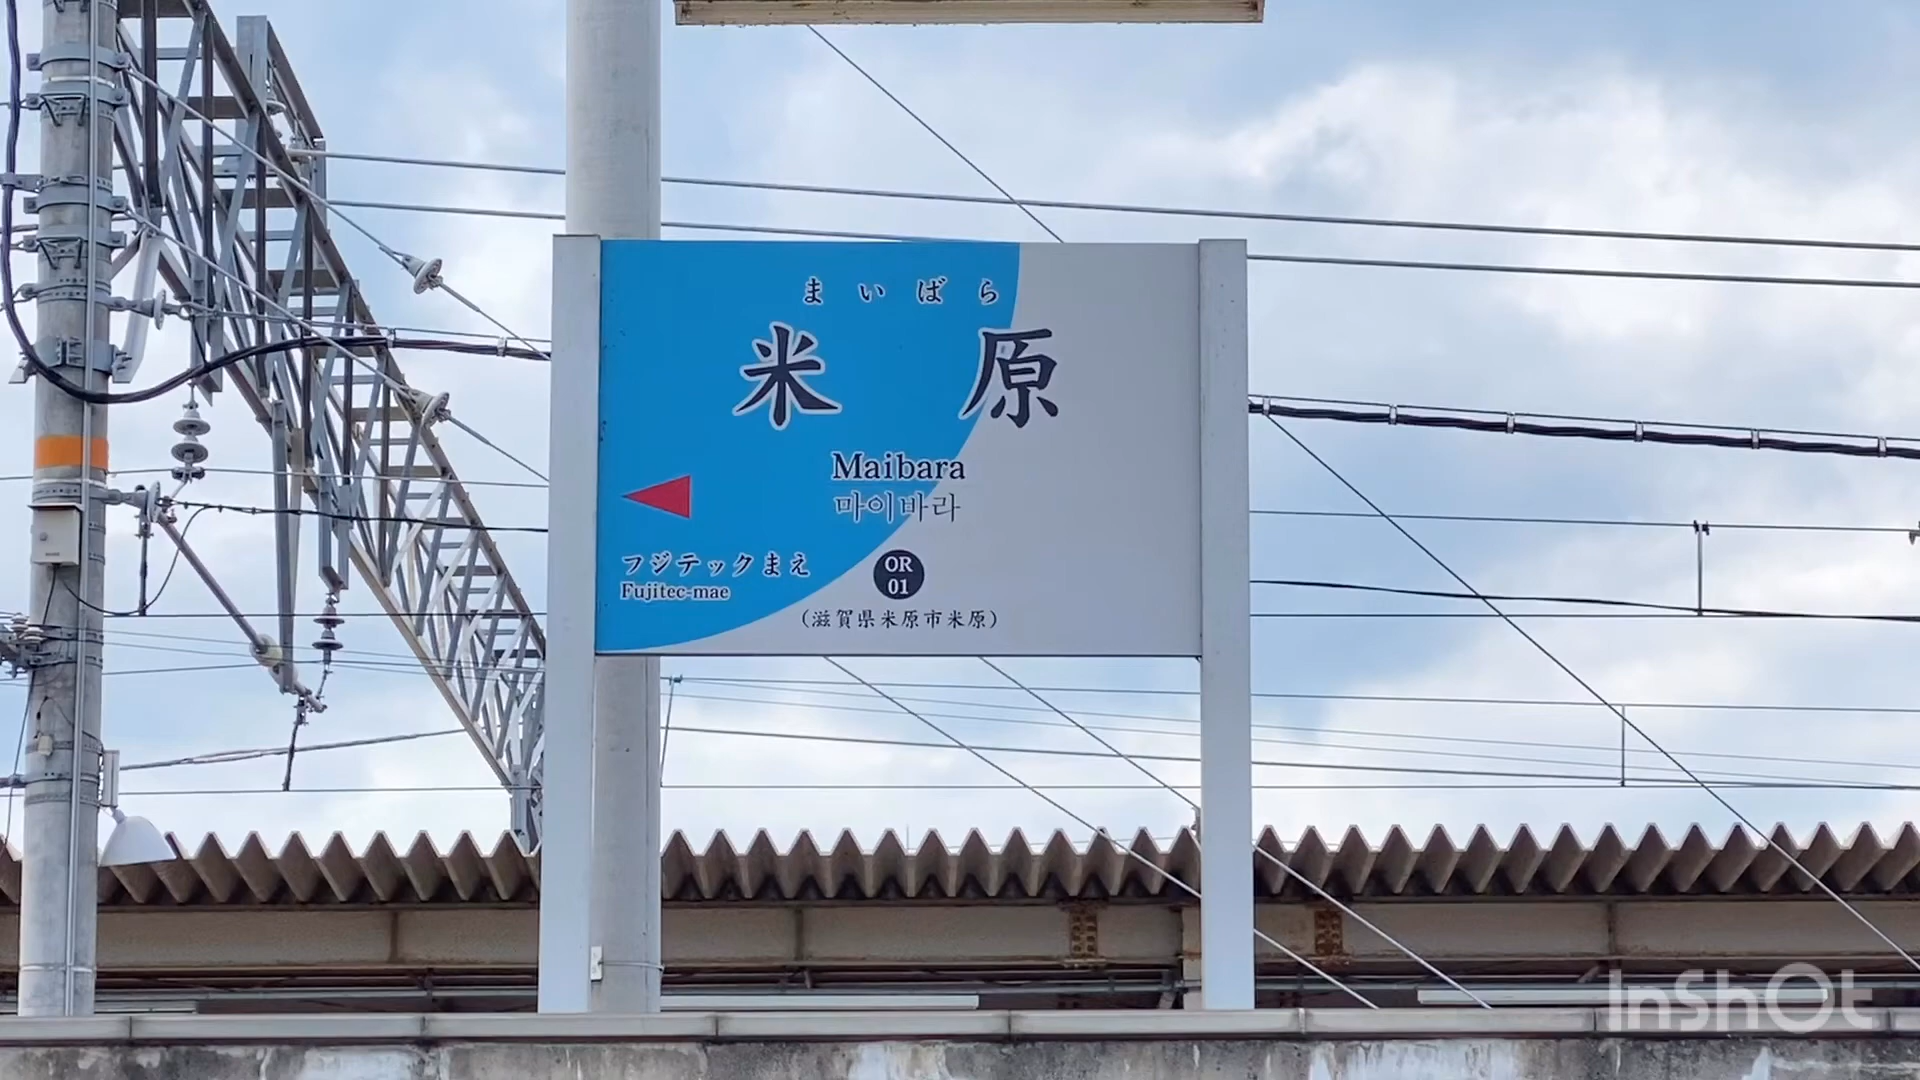 まいばら
米原
Maibara
마이바라
フジテックまえ
Fujitec-mae
OR
01
(滋賀県米原市米原)
InShOt